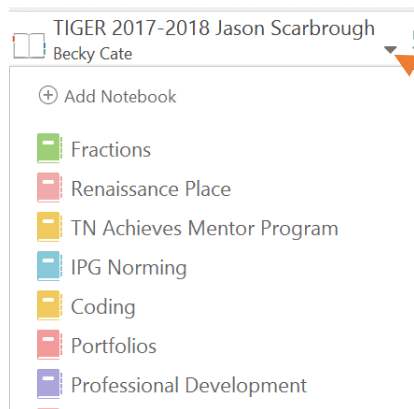 TIGER 2017-2018 Jason Scarbrough
Becky Cate
Add Notebook
Fractions
Renaissance Place
TN Achieves Mentor Program
IPG Norming
Coding
Portfolios
Professional Development